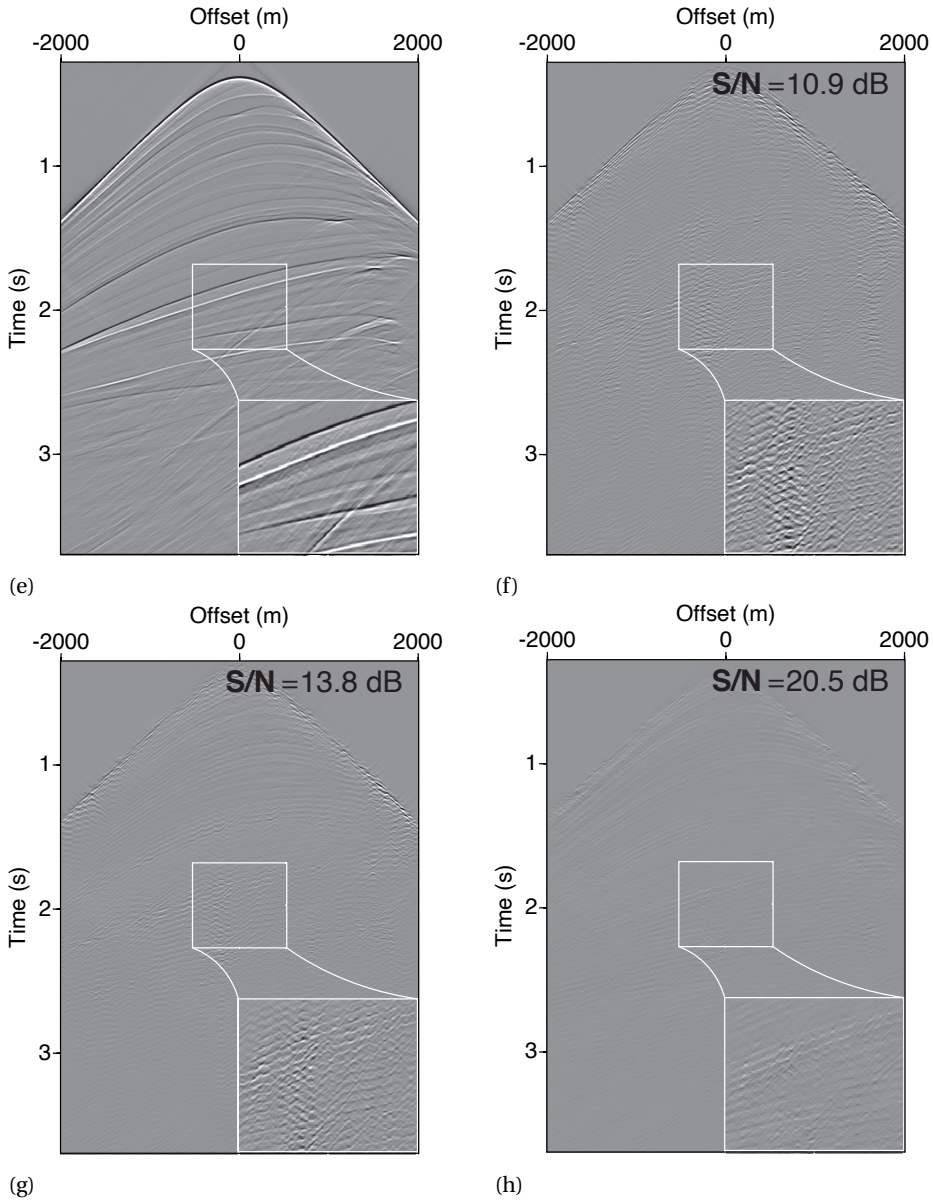 Offset (m)
-2000 0 2000
1
2
3
Time (s)
(e)
Offset (m)
-2000 0 2000
S/N =10.9 dB
1
2
3
Time (s)
(f)
Offset (m)
-2000 0 2000
S/N =13.8 dB
1
2
3
Time (s)
(g)
Offset (m)
-2000 0 2000
S/N =20.5 dB
1
2
3
Time (s)
(h)